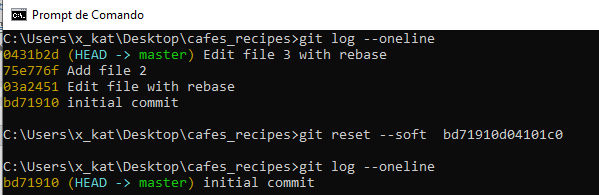 Prompt de Comando
C:\Users\x_kat\Desktop\cafes_recipes>git log --oneline
0431b2d (HEAD -> master) Edit file 3 with rebase
75e776f Add file 2
03a2451 Edit file with rebase
bd71910 initial commit
C:\Users\x_kat\Desktop\cafes_recipes>git reset --soft  bd71910d04101c0
C:\Users\x_kat\Desktop\cafes_recipes>git log --oneline
bd71910 (HEAD -> master) initial commit